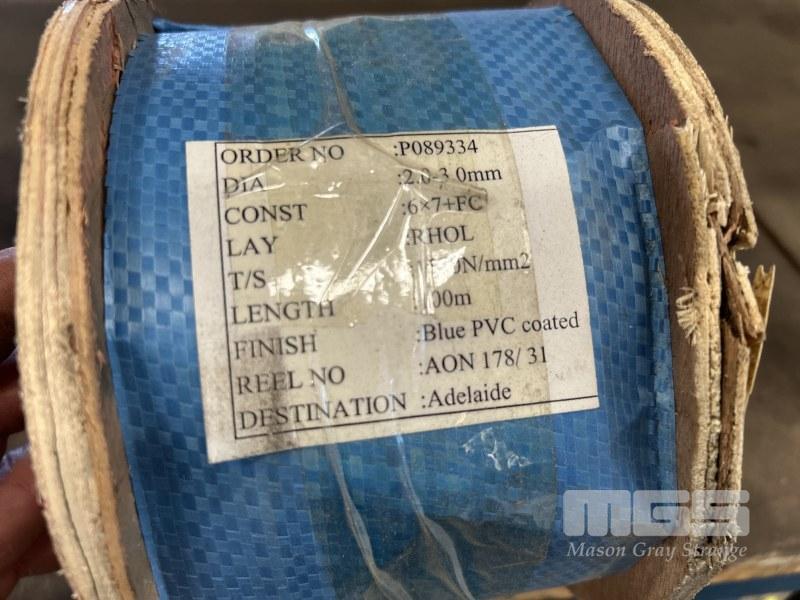 ORDER NO :P089334
DIA :2.0-3.0mm
CONST :6×7+FC
LAY :RHOL
T/S
LENGTH
FINISH :Blue PVC coated
REEL NO :AON 178/ 31
DESTINATION :Adelaide
MGS
Mason Gray Strange